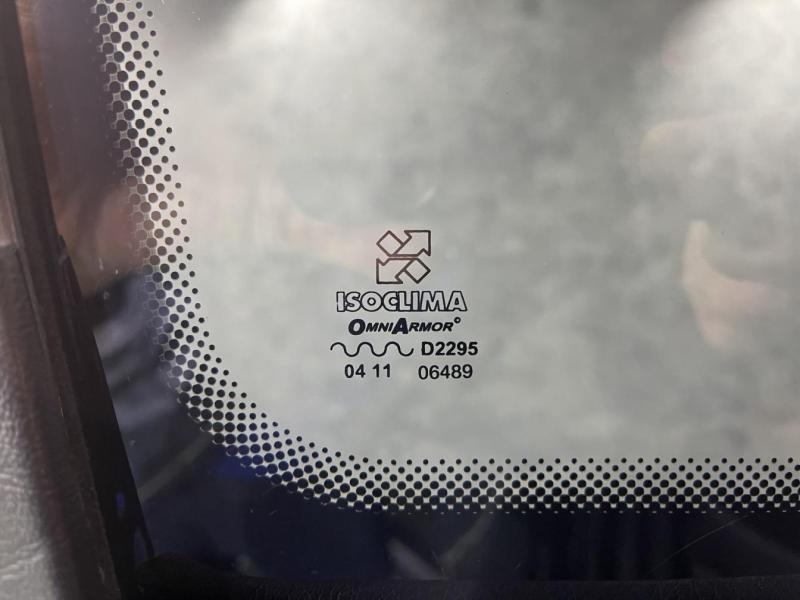 ISOCLIMA
OMNIARMOR©
D2295
04 11 06489